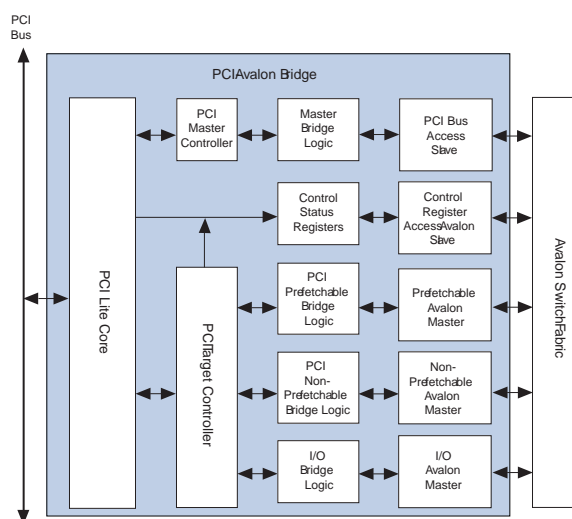 PCI
Bus
PCIAvalon Bridge
PCI
Master
Controller
Master
Bridge
Logic
PCI Bus
Access
Slave
Control
Status
Registers
Control
Register
AccessAvalon
Slave
PCI
Prefetchable
Bridge
Logic
Prefetchable
Avalon
Master
PCI
Non-
Prefetchable
Bridge Logic
Non-
Prefetchable
Avalon
Master
I/O
Bridge
Logic
I/O
Avalon
Master
PCI Lite Core
PCITarget Controller
Avalon SwitchFabric